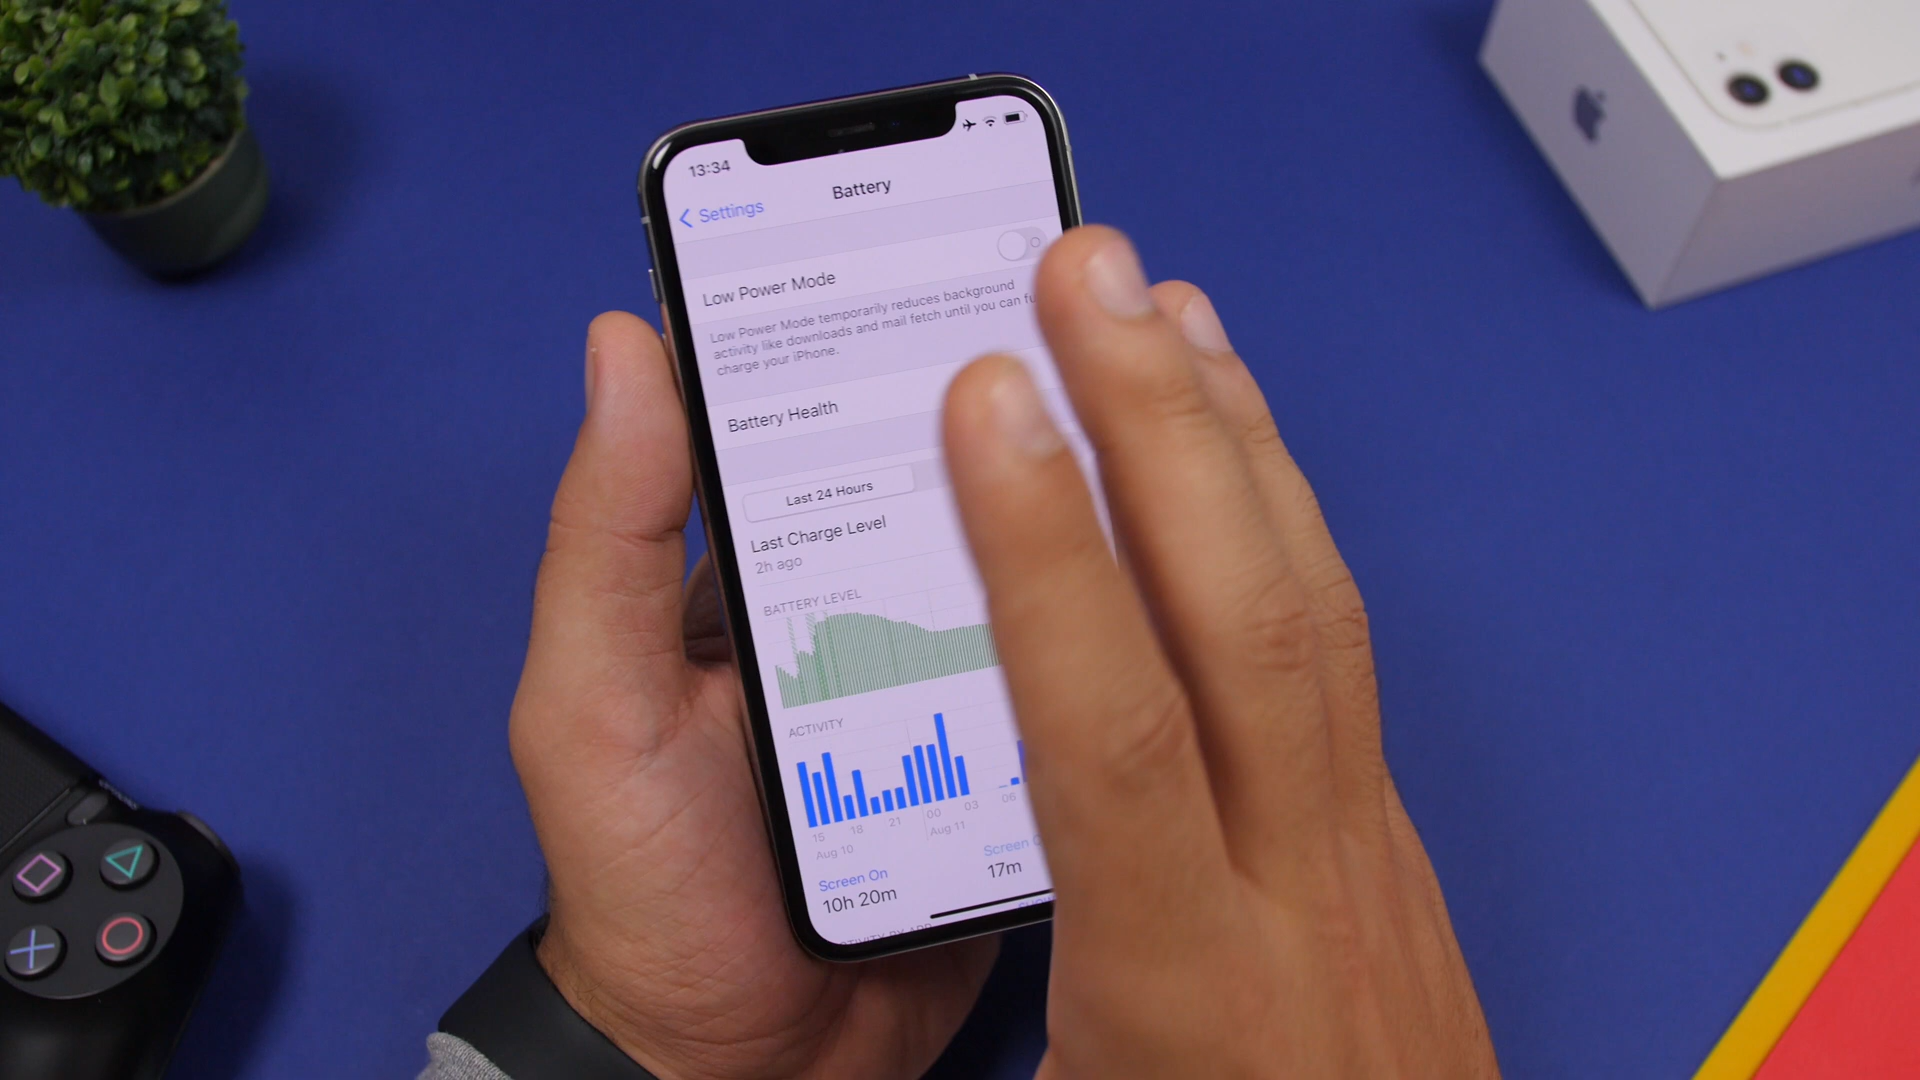 13:34
Settings
Battery
Low Power Mode
Low Power Mode temporarily reduces background
activity like downloads and mail fetch until you can
charge your iPhone.
Battery Health
Last 24 Hours
Last Charge Level
2h ago
BATTERY LEVEL
ACTIVITY
15 18 21 00 03 06
Aug 10 Aug 11
Screen On Screen
10h 20m 17m